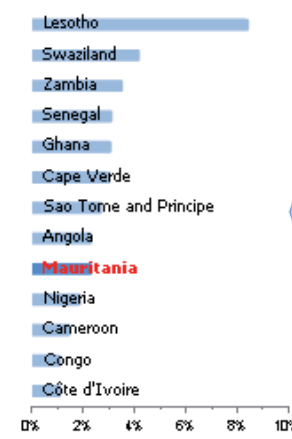 Lesotho
Swaziland
Zambia
Senegal
Ghana
Cape Verde
Sao Tome and Principe
Angola
Mauritania
Nigeria
Cameroon
Congo
Côte d'Ivoire
0% 2% 4% 6% 8% 10%